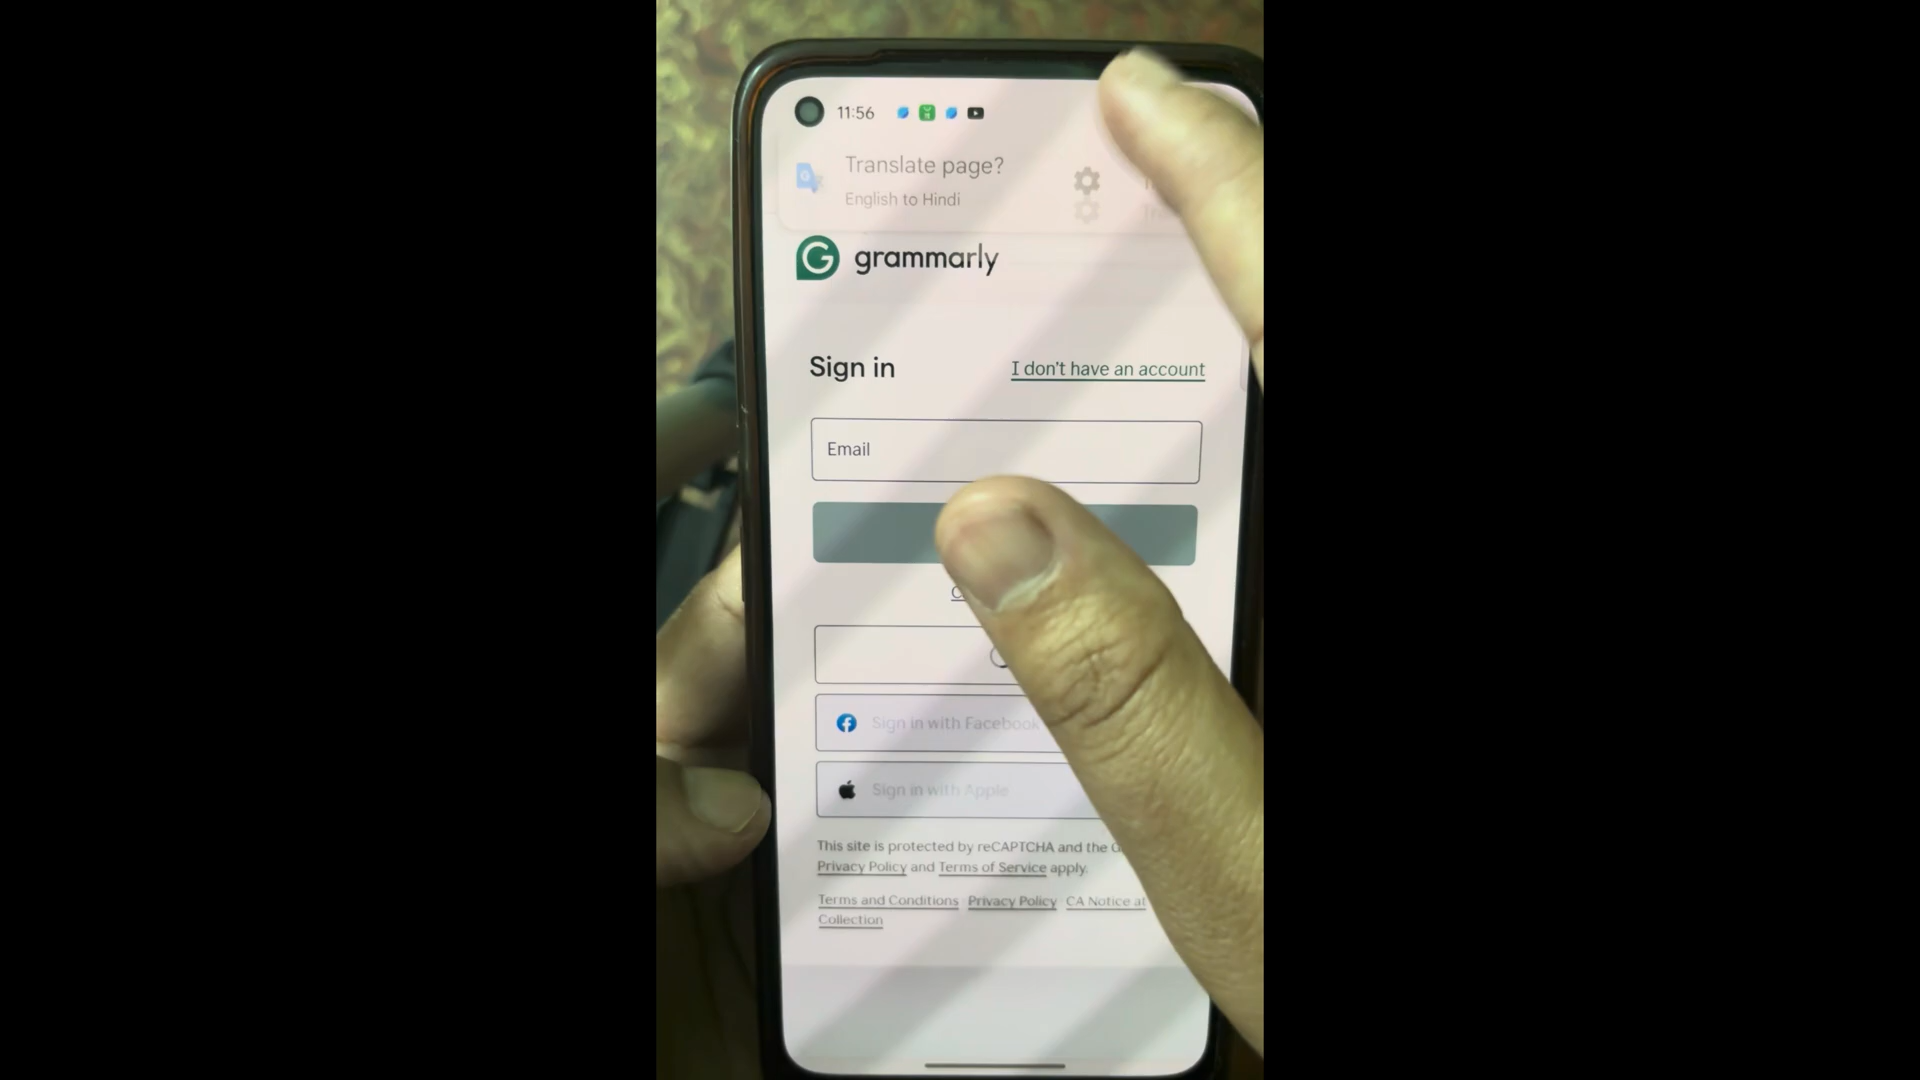 11:56
Translate page?
English to Hindi
grammarly
Sign in
I don't have an account
Email
Sign in with Facebook
Sign in with Apple
This site is protected by reCAPTCHA and the
Privacy Policy and Terms of Service apply.
Terms and Conditions Privacy Policy CA Notice at
Collection